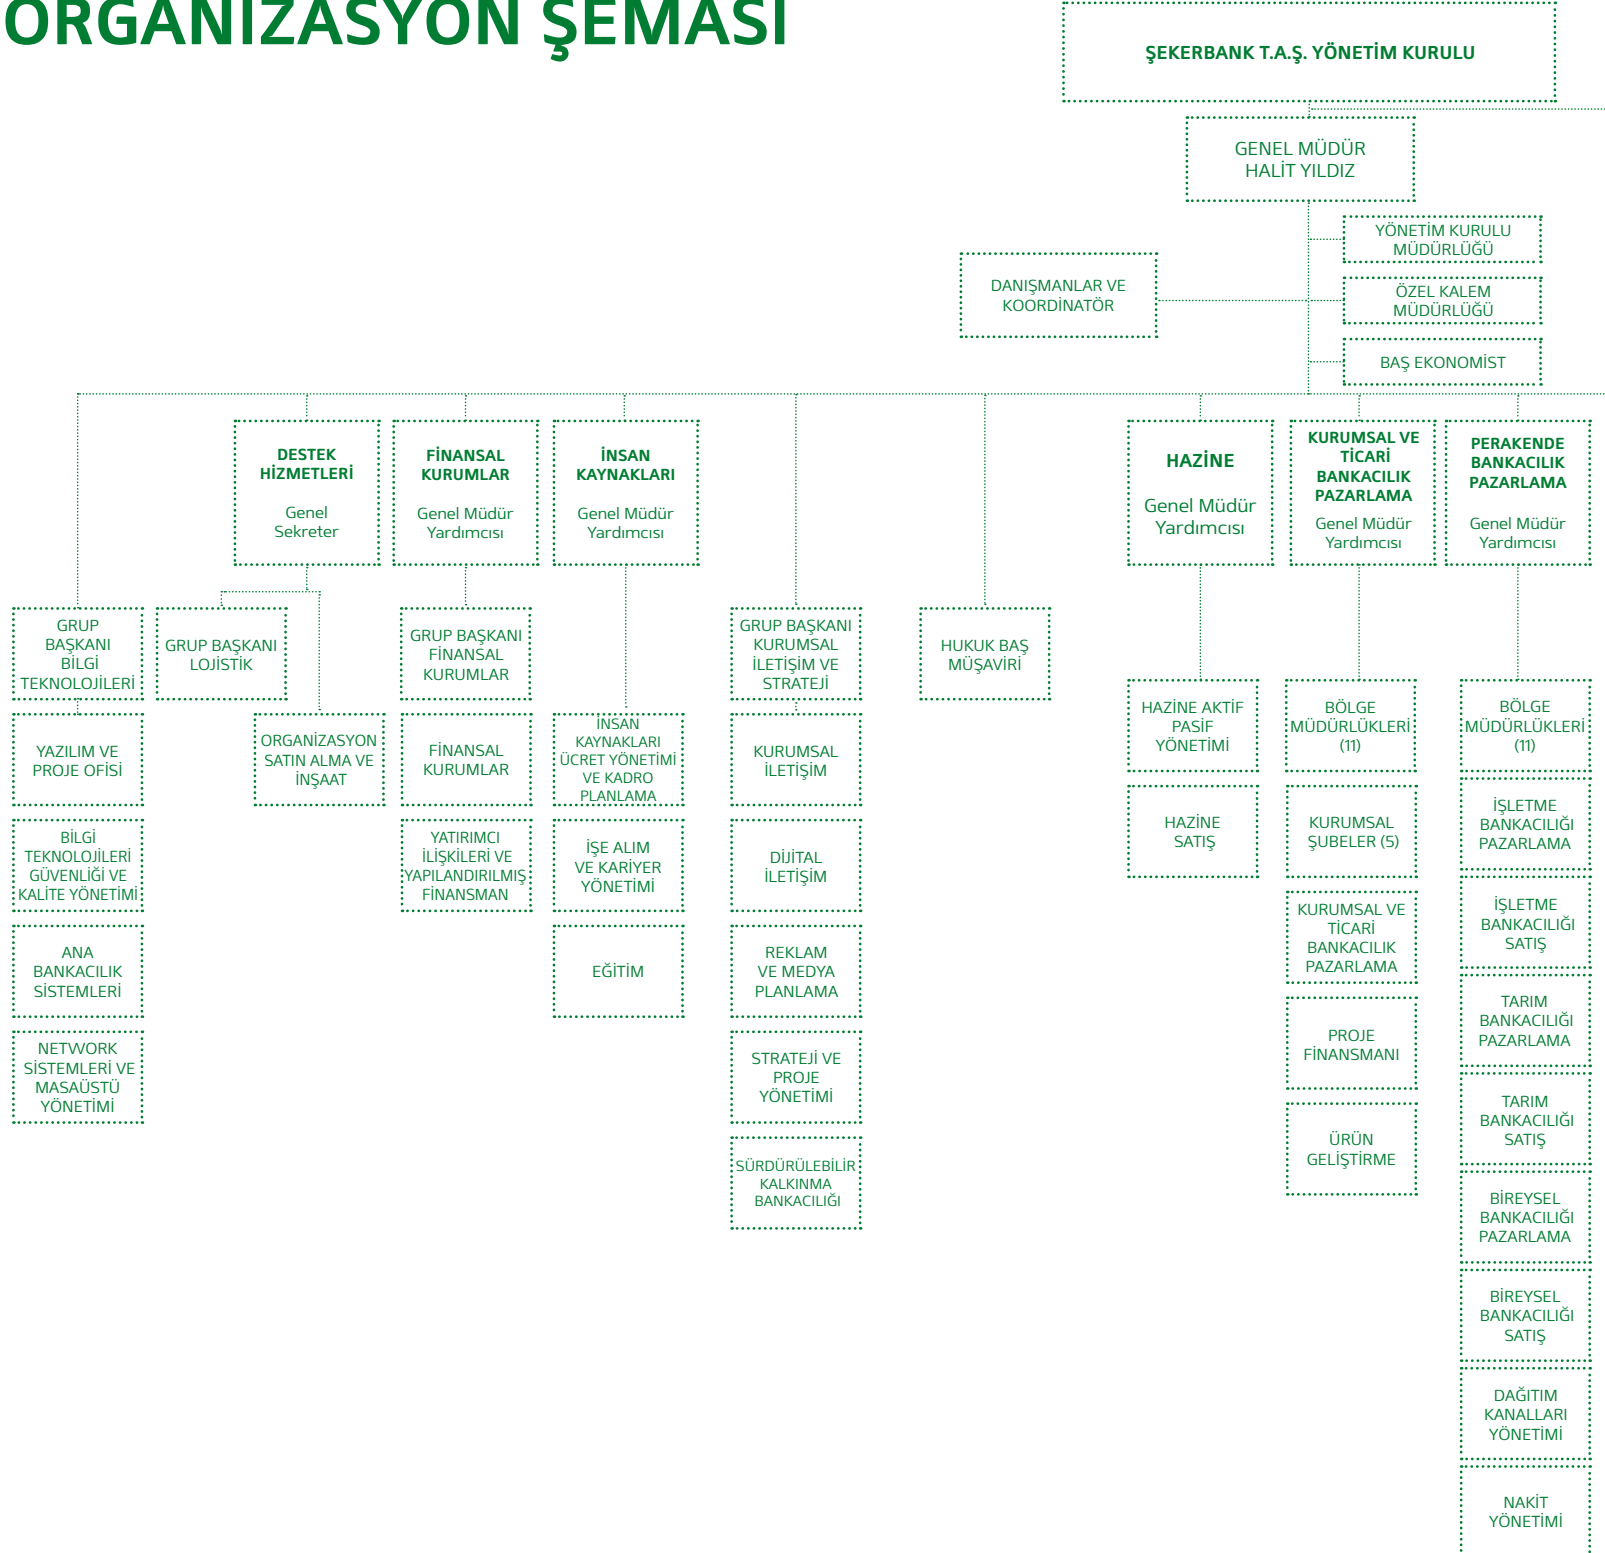 ORGANİZASYON ŞEMASI
ŞEKERBANK T.A.Ş. YÖNETİM KURULU
GENEL MÜDÜR
HALİT YILDIZ
YÖNETİM KURULU
MÜDÜRLÜĞÜ
DANIŞMANLAR VE
KOORDİNATÖR
ÖZEL KALEM
MÜDÜRLÜĞÜ
BAŞ EKONOMİST
DESTEK
HİZMETLERİ
Genel
Sekreter
FİNANSAL
KURUMLAR
Genel Müdür
Yardımcısı
İNSAN
KAYNAKLARI
Genel Müdür
Yardımcısı
HAZİNE
Genel Müdür
Yardımcısı
KURUMSAL VE
TİCARİ
BANKACILIK
PAZARLAMA
Genel Müdür
Yardımcısı
PERAKENDE
BANKACILIK
PAZARLAMA
Genel Müdür
Yardımcısı
GRUP
BAŞKANI
BİLGİ
TEKNOLOJİLERİ
YAZILIM VE
PROJE OFİSİ
BİLGİ
TEKNOLOJİLERİ
GÜVENLİĞİ VE
KALİTE YÖNETİMİ
ANA
BANKACILIK
SİSTEMLERİ
NETWORK
SİSTEMLERİ VE
MASAÜSTÜ
YÖNETİMİ
GRUP BAŞKANI
LOJİSTİK
ORGANİZASYON
SATIN ALMA VE
İNŞAAT
GRUP BAŞKANI
FİNANSAL
KURUMLAR
FİNANSAL
KURUMLAR
YATIRIMCI
İLİŞKİLERİ VE
YAPILANDIRILMIŞ
FİNANSMAN
İNSAN
KAYNAKLARI
ÜCRET YÖNETİMİ
VE KADRO
PLANLAMA
İŞE ALIM
VE KARİYER
YÖNETİMİ
EĞİTİM
GRUP BAŞKANI
KURUMSAL
İLETİŞİM VE
STRATEJİ
KURUMSAL
İLETİŞİM
DİJİTAL
İLETİŞİM
REKLAM
VE MEDYA
PLANLAMA
STRATEJİ VE
PROJE
YÖNETİMİ
SÜRDÜRÜLEBİLİR
KALKINMA
BANKACILIĞI
HUKUK BAŞ
MÜŞAVİRİ
HAZİNE AKTİF
PASİF
YÖNETİMİ
HAZİNE
SATIŞ
BÖLGE
MÜDÜRLÜKLERİ
(11)
KURUMSAL
ŞUBELER (5)
KURUMSAL VE
TİCARİ
BANKACILIK
PAZARLAMA
PROJE
FİNANSMANI
ÜRÜN
GELİŞTİRME
BÖLGE
MÜDÜRLÜKLERİ
(11)
İŞLETME
BANKACILIĞI
PAZARLAMA
İŞLETME
BANKACILIĞI
SATIŞ
TARIM
BANKACILIĞI
PAZARLAMA
TARIM
BANKACILIĞI
SATIŞ
BİREYSEL
BANKACILIĞI
PAZARLAMA
BİREYSEL
BANKACILIĞI
SATIŞ
DAĞITIM
KANALLARI
YÖNETİMİ
NAKİT
YÖNETİMİ